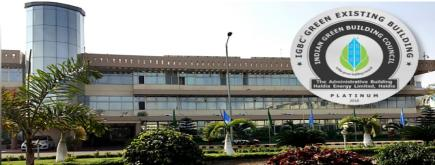 IGBC GREEN EXISTING BUILDING
INDIAN GREEN BUILDING COUNCIL
The Administrative Building
Haldia Energy Limited, Haldia
PLATINUM